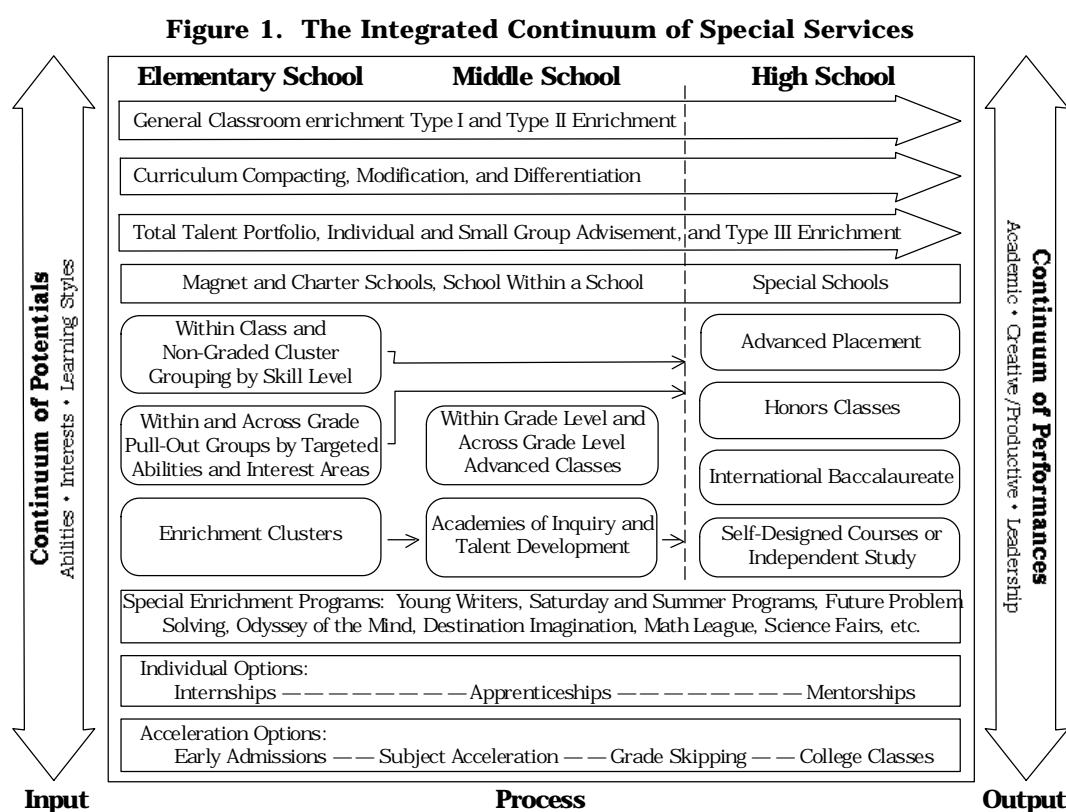 Figure 1.  The Integrated Continuum of Special Services
Elementary School
Middle School
High School
General Classroom enrichment Type I and Type II Enrichment
Curriculum Compacting, Modification, and Differentiation
Total Talent Portfolio, Individual and Small Group Advisement, and Type III Enrichment
Magnet and Charter Schools, School Within a School
Special Schools
Within Class and
Non-Graded Cluster
Grouping by Skill Level
Advanced Placement
Within and Across Grade
Pull-Out Groups by Targeted
Abilities and Interest Areas
Within Grade Level and
Across Grade Level
Advanced Classes
Honors Classes
International Baccalaureate
Enrichment Clusters
Academies of Inquiry and
Talent Development
Self-Designed Courses or
Independent Study
Special Enrichment Programs:  Young Writers, Saturday and Summer Programs, Future Problem
Solving, Odyssey of the Mind, Destination Imagination, Math League, Science Fairs, etc.
Individual Options:
Internships — — — — — — — — Apprenticeships — — — — — — — — Mentorships
Acceleration Options:
Early Admissions — — Subject Acceleration — — Grade Skipping — — College Classes
Continuum of Potentials
Abilities • Interests • Learning Styles
Continuum of Performances
Academic • Creative/Productive • Leadership
Input
Process
Output